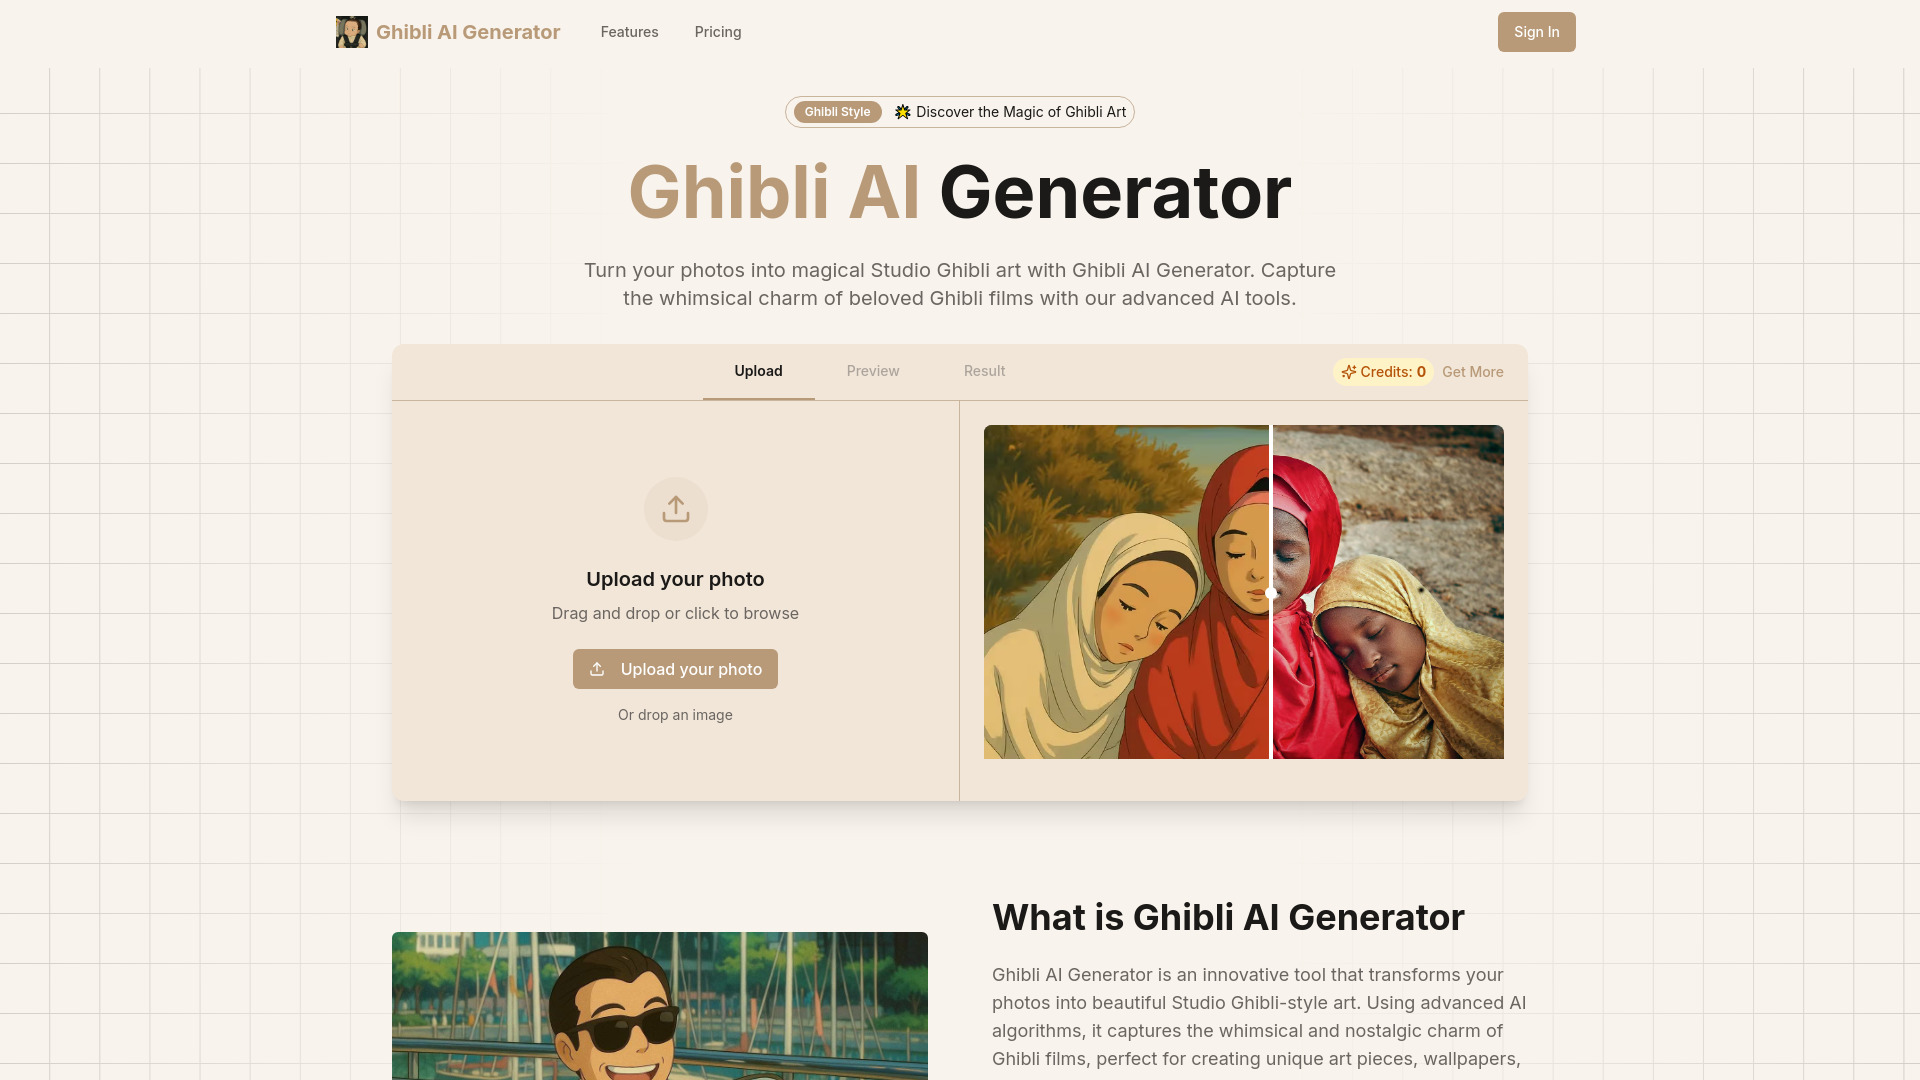 Ghibli AI Generator
Features
Pricing
Sign In
Ghibli Style
Discover the Magic of Ghibli Art
Ghibli AI Generator
Turn your photos into magical Studio Ghibli art with Ghibli AI Generator. Capture
the whimsical charm of beloved Ghibli films with our advanced AI tools.
Upload
Preview
Result
Credits: 0
Get More
Upload your photo
Drag and drop or click to browse
Upload your photo
Or drop an image
What is Ghibli AI Generator
Ghibli AI Generator is an innovative tool that transforms your
photos into beautiful Studio Ghibli-style art. Using advanced AI
algorithms, it captures the whimsical and nostalgic charm of
Ghibli films, perfect for creating unique art pieces, wallpapers,